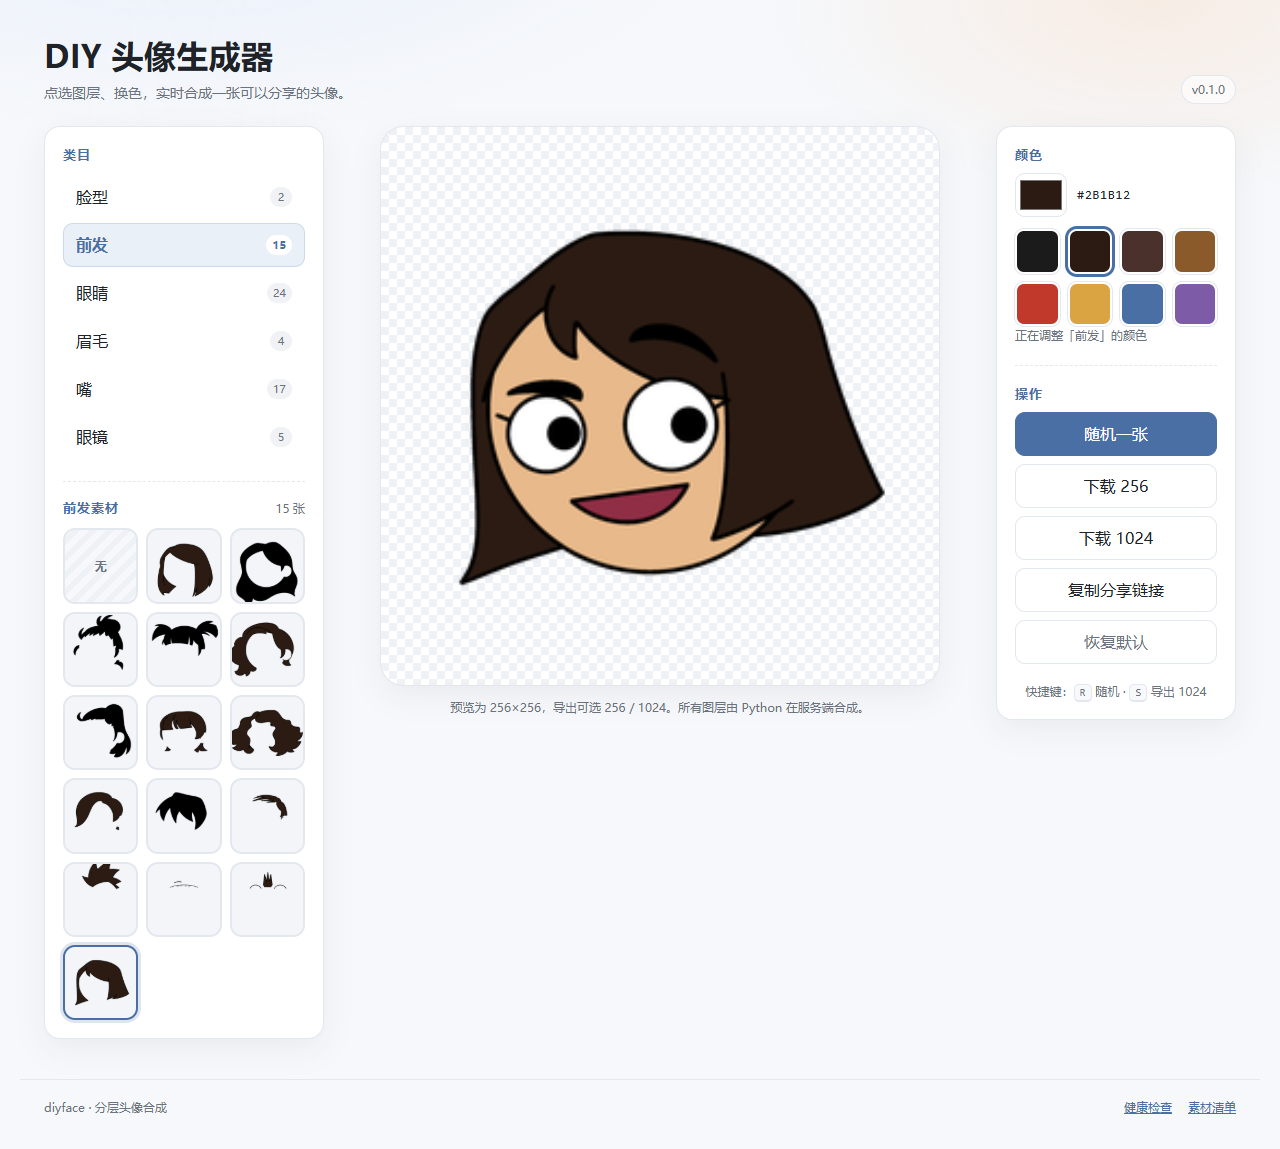 DIY 头像生成器
点选图层、换色，实时合成一张可以分享的头像。
v0.1.0
类目
脸型 2
前发 15
眼睛 24
眉毛 4
嘴 17
眼镜 5
前发素材 15 张
无
预览为 256×256，导出可选 256 / 1024。所有图层由 Python 在服务端合成。
颜色
#2B1B12
正在调整「前发」的颜色
操作
随机一张
下载 256
下载 1024
复制分享链接
恢复默认
快捷键： R 随机 · S 导出 1024
diyface · 分层头像合成
健康检查 素材清单